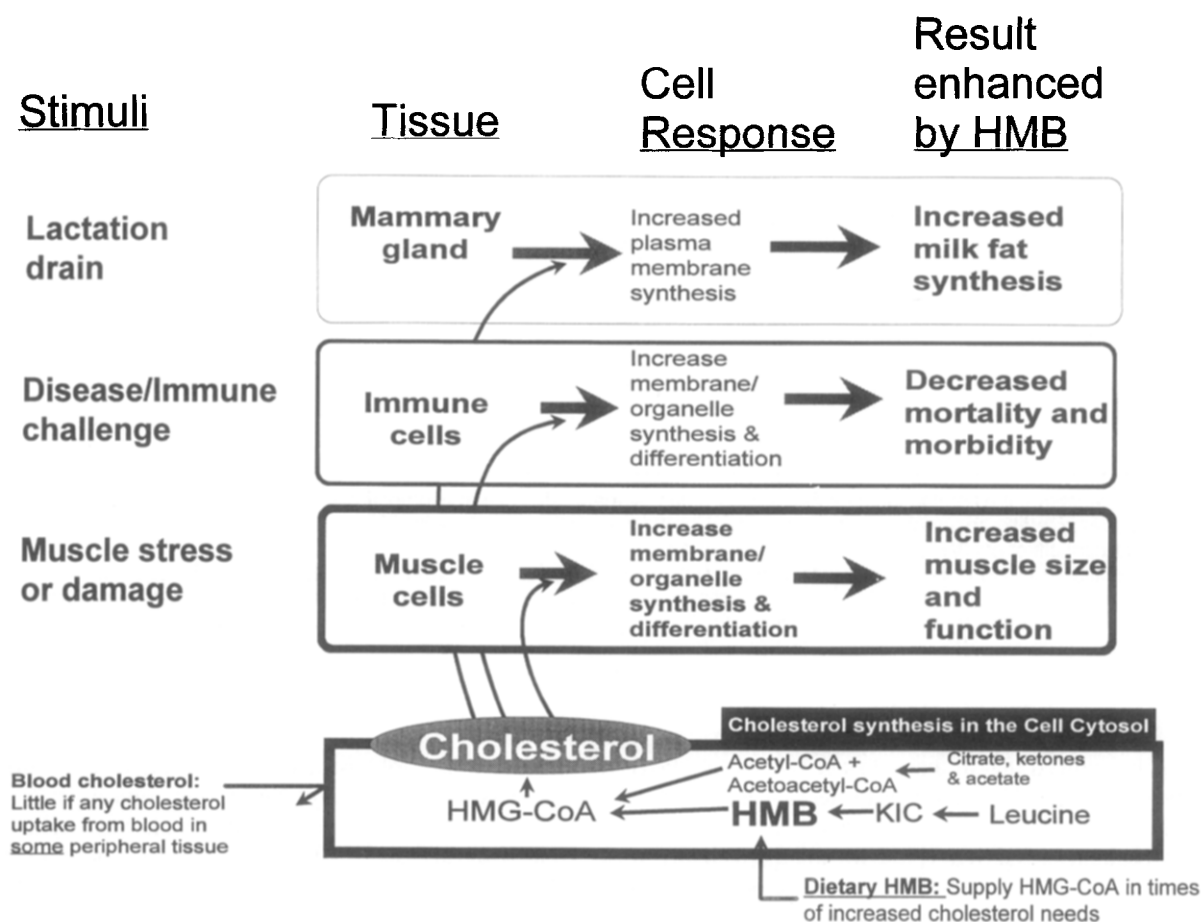 Stimuli
Tissue
Cell
Response
Result
enhanced
by HMB
Lactation
drain
Mammary
gland
Increased
plasma
membrane
synthesis
Increased
milk fat
synthesis
Disease/Immune
challenge
Immune
cells
Increase
membrane/
organelle
synthesis &
differentiation
Decreased
mortality and
morbidity
Muscle stress
or damage
Muscle
cells
Increase
membrane/
organelle
synthesis &
differentiation
Increased
muscle size
and
function
Cholesterol
Cholesterol synthesis in the Cell Cytosol
Blood cholesterol:
Little if any cholesterol
uptake from blood in
some peripheral tissue
Acetyl-CoA +
Acetoacetyl-CoA
Citrate, ketones
& acetate
HMG-CoA
HMB
KIC
Leucine
Dietary HMB: Supply HMG-CoA in times
of increased cholesterol needs